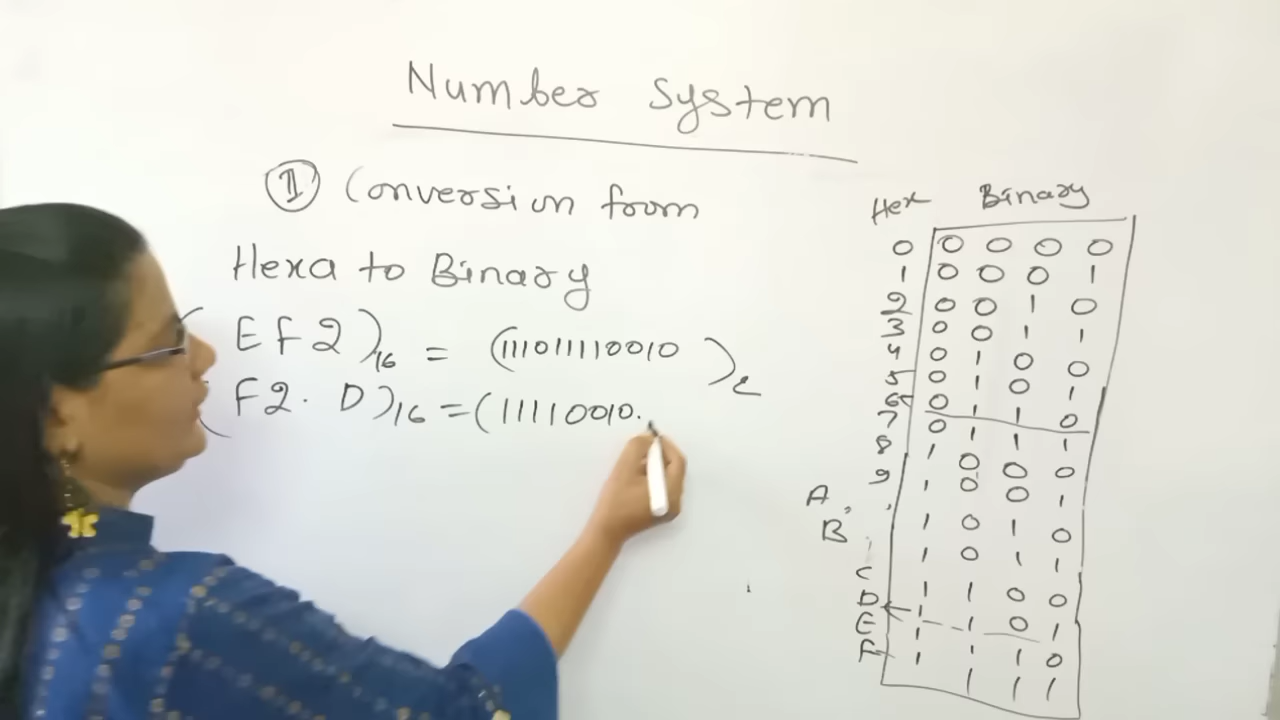 Number System
① Conversion from
Hexa to Binary
(EF2)16 = (111011110010)2
(F2.D)16 = (11110010.
Hex Binary
0 0 0 0 0
1 0 0 0 1
2 0 0 1 0
3 0 0 1 1
4 0 1 0 0
5 0 1 0 1
6 0 1 1 0
7 0 1 1 1
8 1 0 0 0
9 1 0 0 1
A 1 0 1 0
B 1 0 1 1
C 1 1 0 0
D 1 1 0 1
E 1 1 1 0
F 1 1 1 1